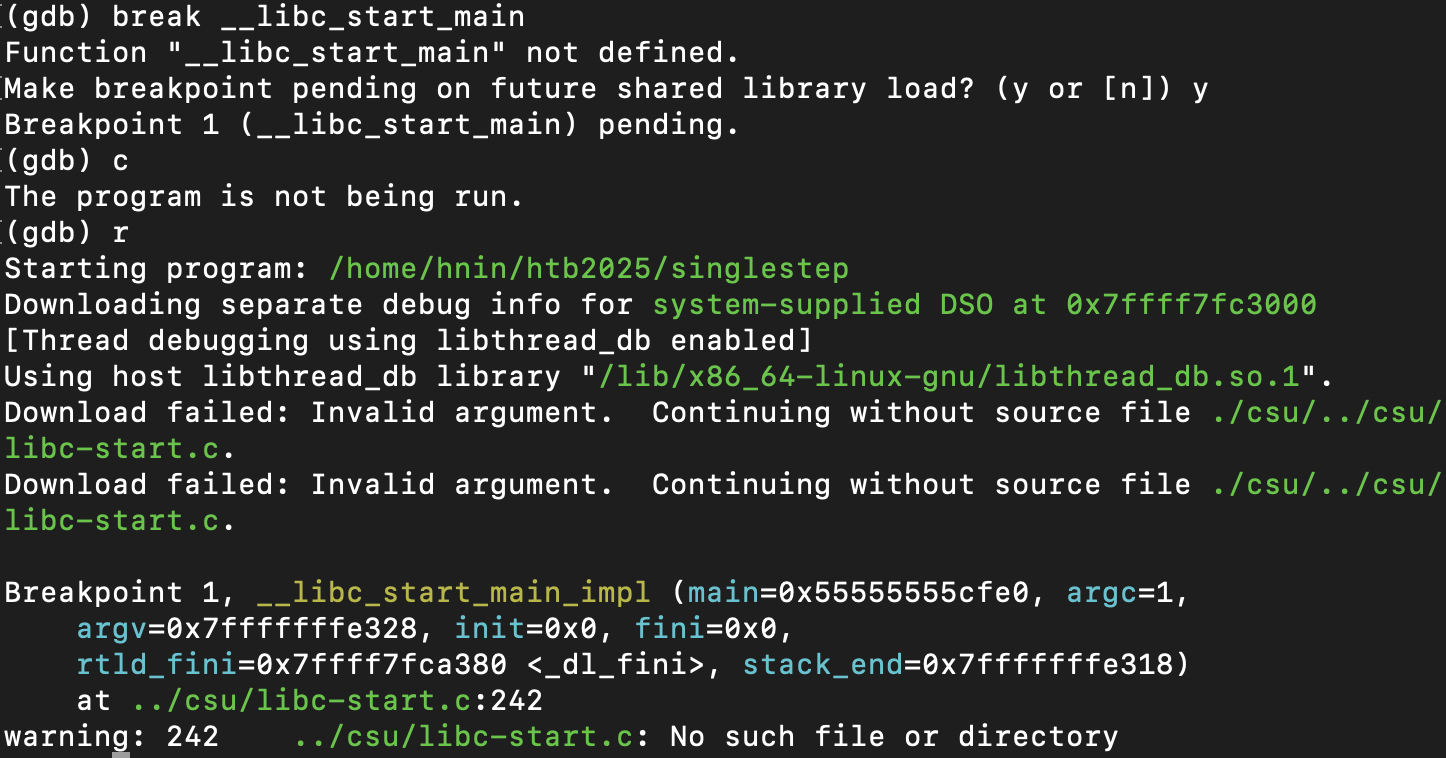 (gdb) break __libc_start_main
Function "__libc_start_main" not defined.
Make breakpoint pending on future shared library load? (y or [n]) y
Breakpoint 1 (__libc_start_main) pending.
(gdb) c
The program is not being run.
(gdb) r
Starting program: /home/hnin/htb2025/singlestep
Downloading separate debug info for system-supplied DSO at 0x7ffff7fc3000
[Thread debugging using libthread_db enabled]
Using host libthread_db library "/lib/x86_64-linux-gnu/libthread_db.so.1".
Download failed: Invalid argument.  Continuing without source file ./csu/../csu/
libc-start.c.
Download failed: Invalid argument.  Continuing without source file ./csu/../csu/
libc-start.c.

Breakpoint 1, __libc_start_main_impl (main=0x55555555cfe0, argc=1,
    argv=0x7fffffffe328, init=0x0, fini=0x0,
    rtld_fini=0x7ffff7fca380 <_dl_fini>, stack_end=0x7fffffffe318)
    at ../csu/libc-start.c:242
warning: 242    ../csu/libc-start.c: No such file or directory